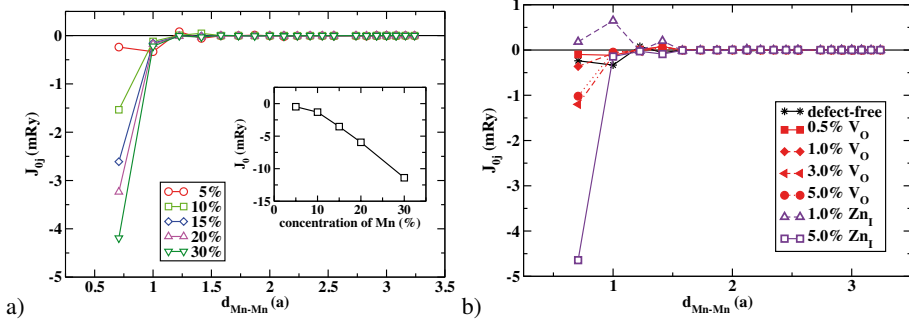 a)
J0j (mRy)
0
-1
-2
-3
-4
-5
0.5 1 1.5 2 2.5 3 3.5
dMn-Mn (a)
5%
10%
15%
20%
30%
J0 (mRy)
0
-5
-10
-15
0 10 20 30
concentration of Mn (%)
b)
J0j (mRy)
1
0
-1
-2
-3
-4
-5
1 2 3
dMn-Mn (a)
defect-free
0.5% VO
1.0% VO
3.0% VO
5.0% VO
1.0% ZnI
5.0% ZnI